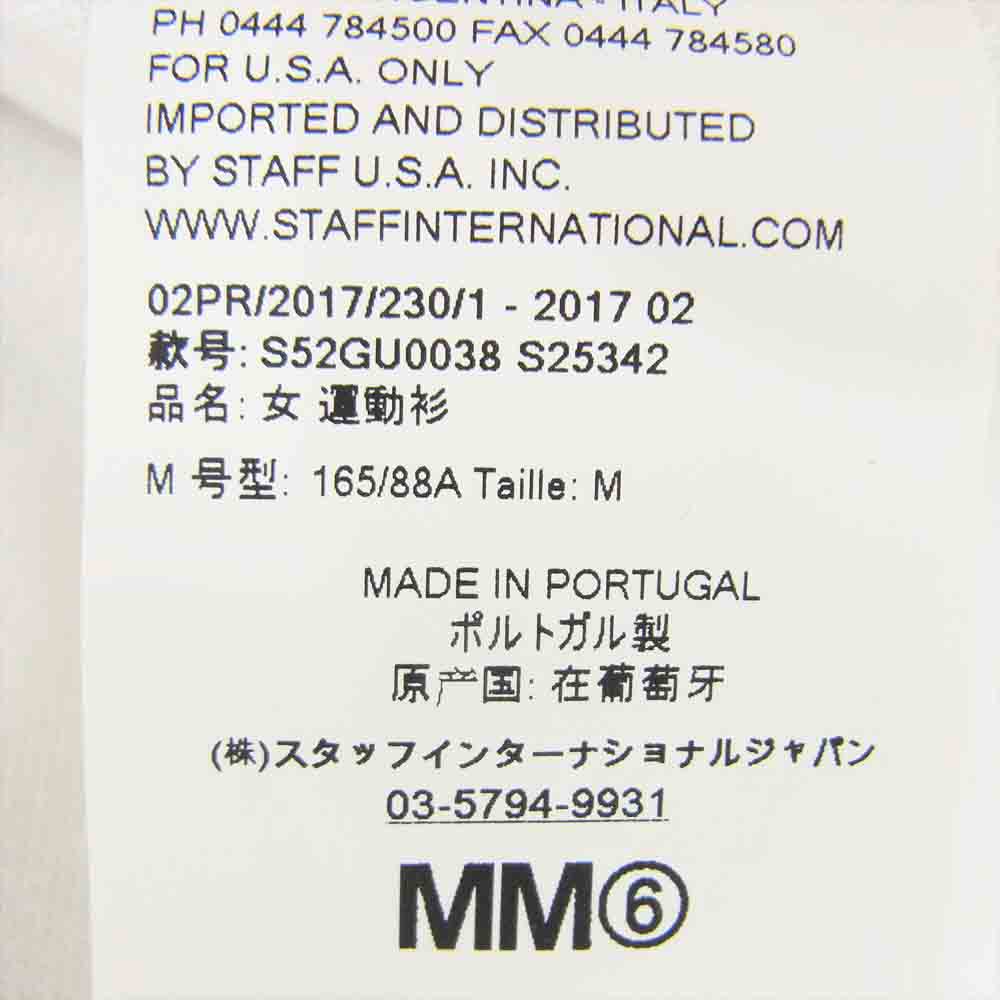 ITALY
PH 0444 784500 FAX 0444 784580
FOR U.S.A. ONLY
IMPORTED AND DISTRIBUTED
BY STAFF U.S.A. INC.
WWW.STAFFINTERNATIONAL.COM
02PR/2017/230/1 - 2017 02
款号: S52GU0038 S25342
品名: 女 運動衫
M 号型: 165/88A Taille: M
MADE IN PORTUGAL
ポルトガル製
原产国: 在葡萄牙
(株)スタッフインターナショナルジャパン
03-5794-9931
MM⑥